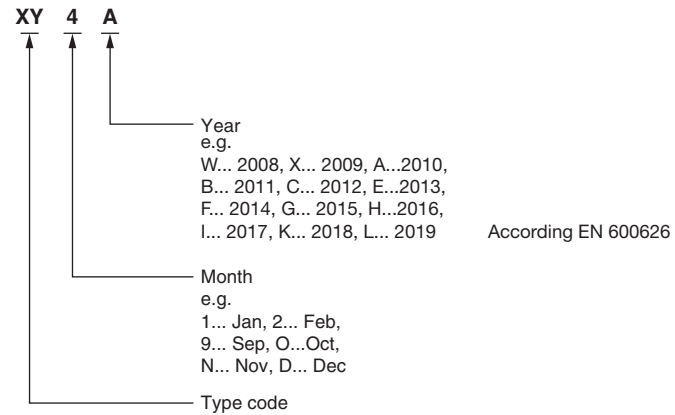 XY 4 A
Year
e.g.
W... 2008, X... 2009, A...2010,
B... 2011, C... 2012, E...2013,
F... 2014, G... 2015, H...2016,
I... 2017, K... 2018, L... 2019 According EN 600626
Month
e.g.
1... Jan, 2... Feb,
9... Sep, O...Oct,
N... Nov, D... Dec
Type code